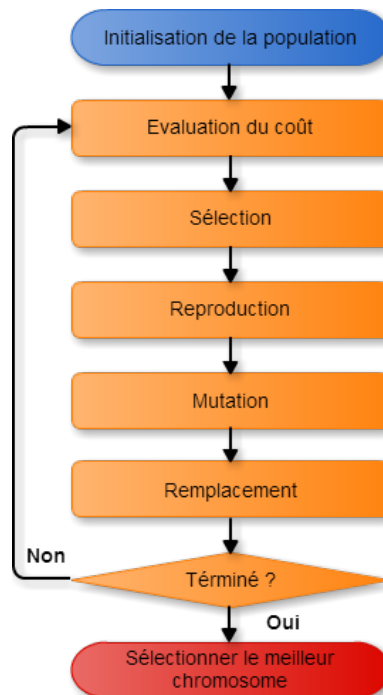 Initialisation de la population
Evaluation du coût
Sélection
Reproduction
Mutation
Remplacement
Non
Términé ?
Oui
Sélectionner le meilleur
chromosome